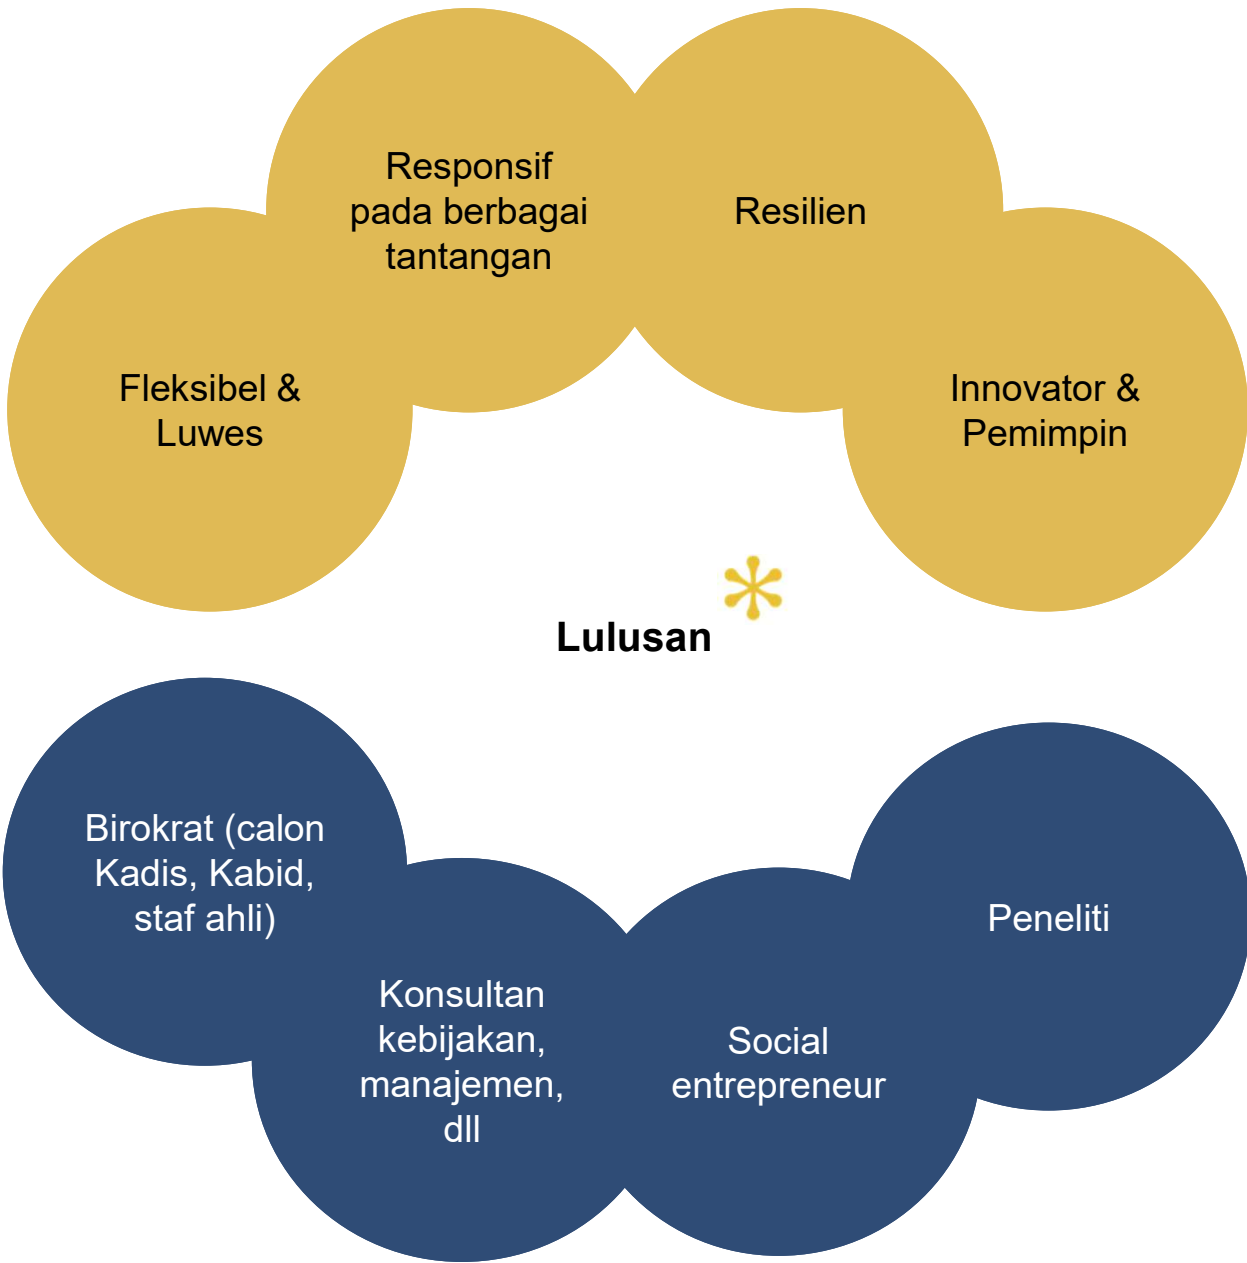 Responsif
pada berbagai
tantangan
Resilien
Fleksibel &
Luwes
Innovator &
Pemimpin
Lulusan
Birokrat (calon
Kadis, Kabid,
staf ahli)
Konsultan
kebijakan,
manajemen,
dll
Social
entrepreneur
Peneliti